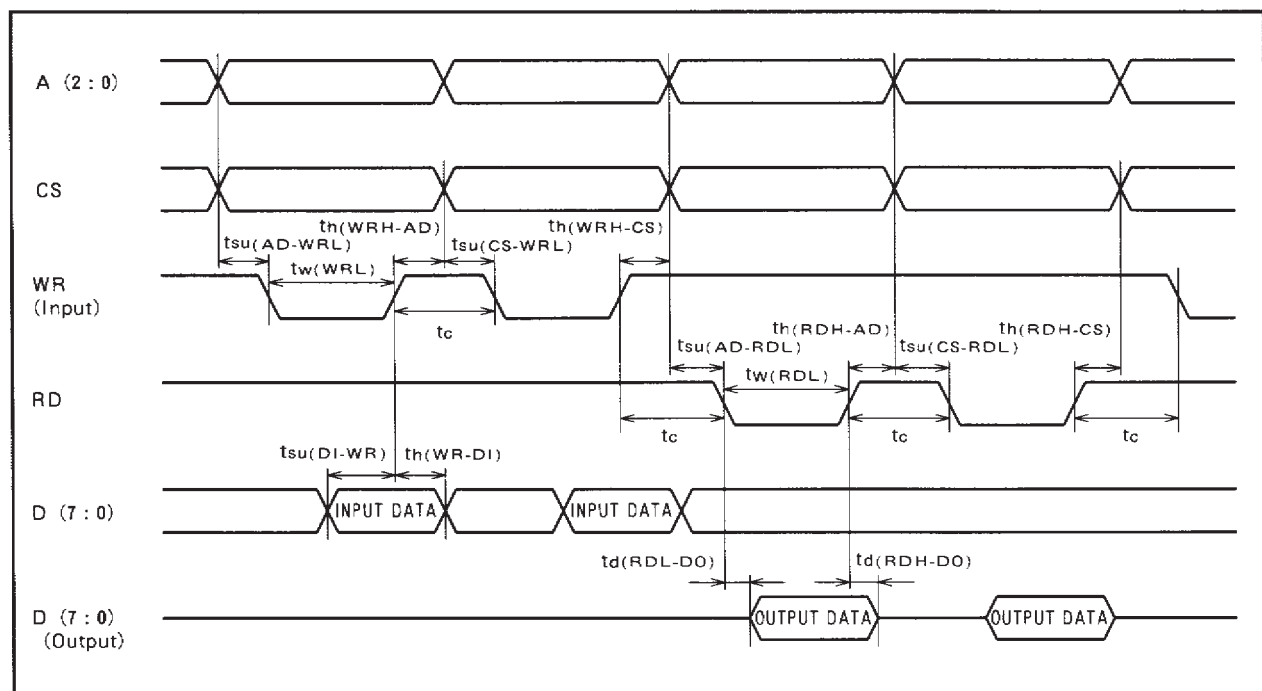 A (2:0)
CS
th(WRH-AD)
th(WRH-CS)
tsu(AD-WRL)
tsu(CS-WRL)
tw(WRL)
WR
(Input)
tc
th(RDH-AD)
th(RDH-CS)
tsu(AD-RDL)
tsu(CS-RDL)
tw(RDL)
RD
tc
tc
tc
tsu(DI-WR)
th(WR-DI)
D (7:0)
INPUT DATA
INPUT DATA
td(RDL-DO)
td(RDH-DO)
D (7:0)
(Output)
OUTPUT DATA
OUTPUT DATA